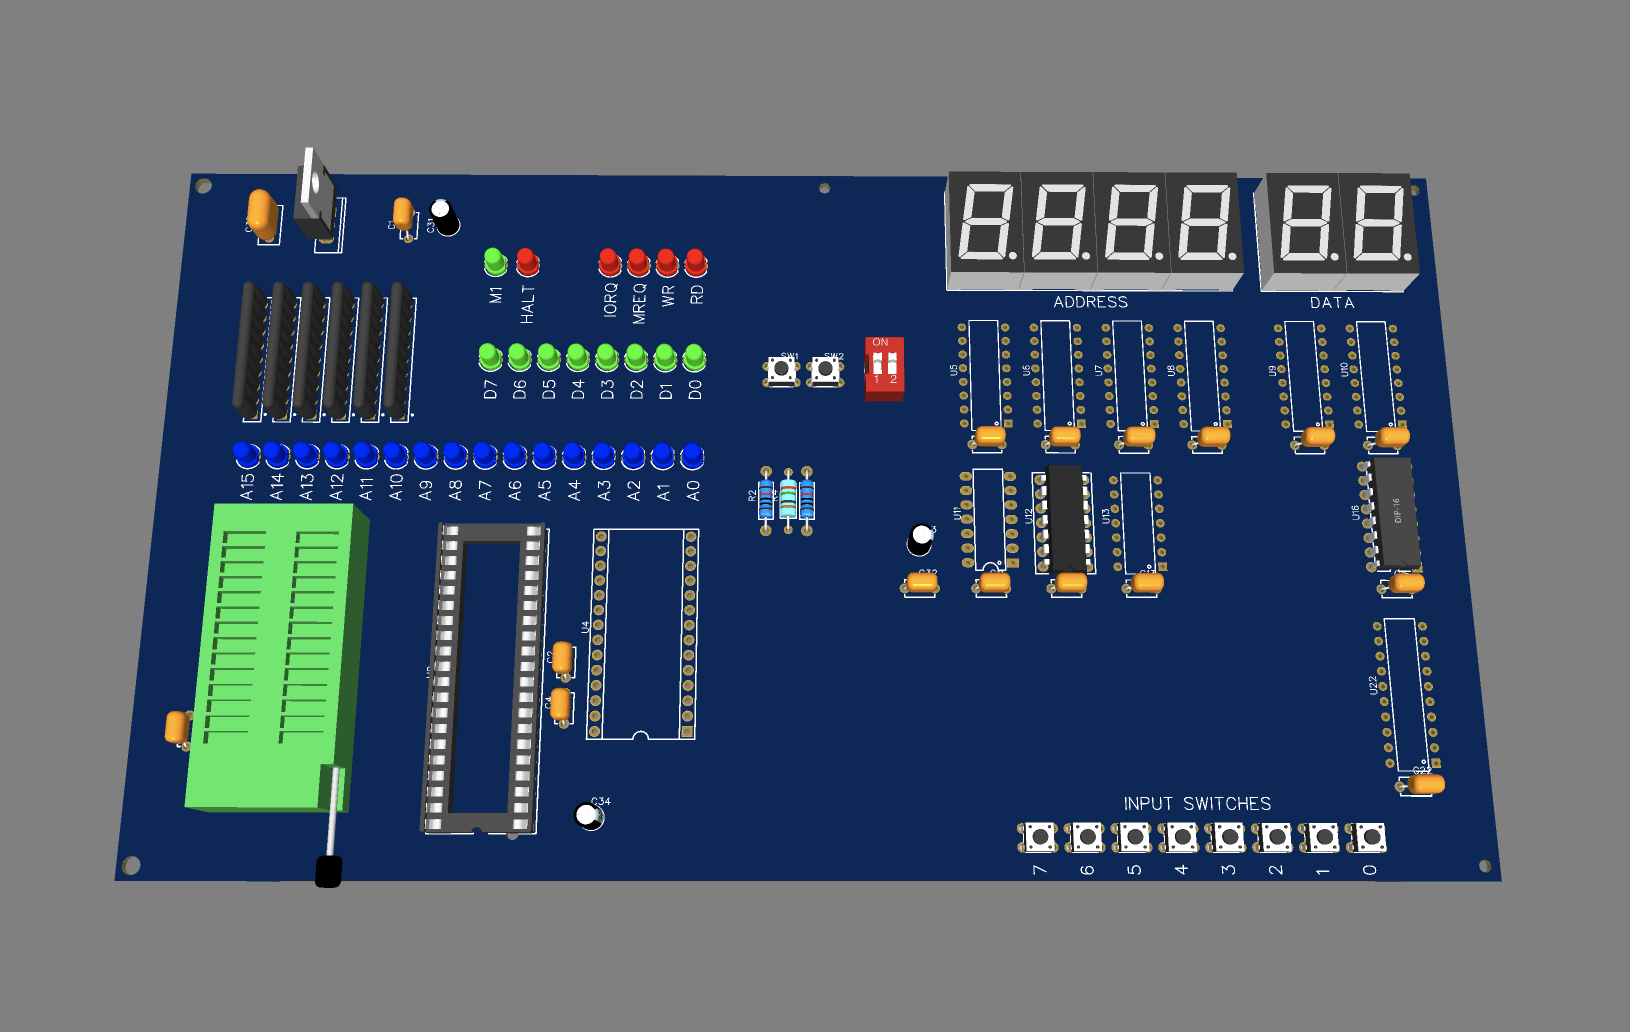 C1
C31
ADDRESS
DATA
M1
HALT
IORQ
MREQ
WR
RD
ON
1 2
SW1
SW2
U5
U6
U7
U8
U9
U10
D7
D6
D5
D4
D3
D2
D1
D0
A15
A14
A13
A12
A11
A10
A9
A8
A7
A6
A5
A4
A3
A2
A1
A0
R2
U11
U12
U13
U16
DIP-16
U4
C2
C4
U22
C34
INPUT SWITCHES
7
6
5
4
3
2
1
0